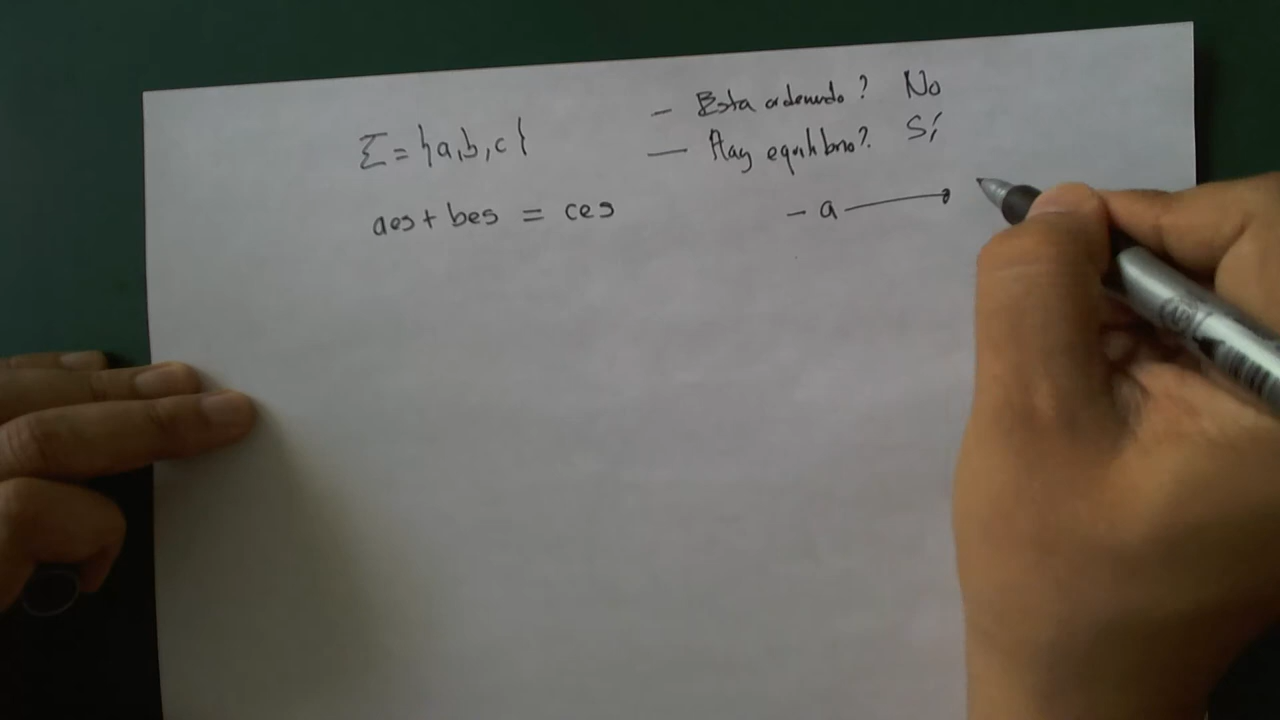 Σ = {a,b,c}
aes + bes = ces
- Esta ordenado? No
- Hay equilibrio? Sí
- a →